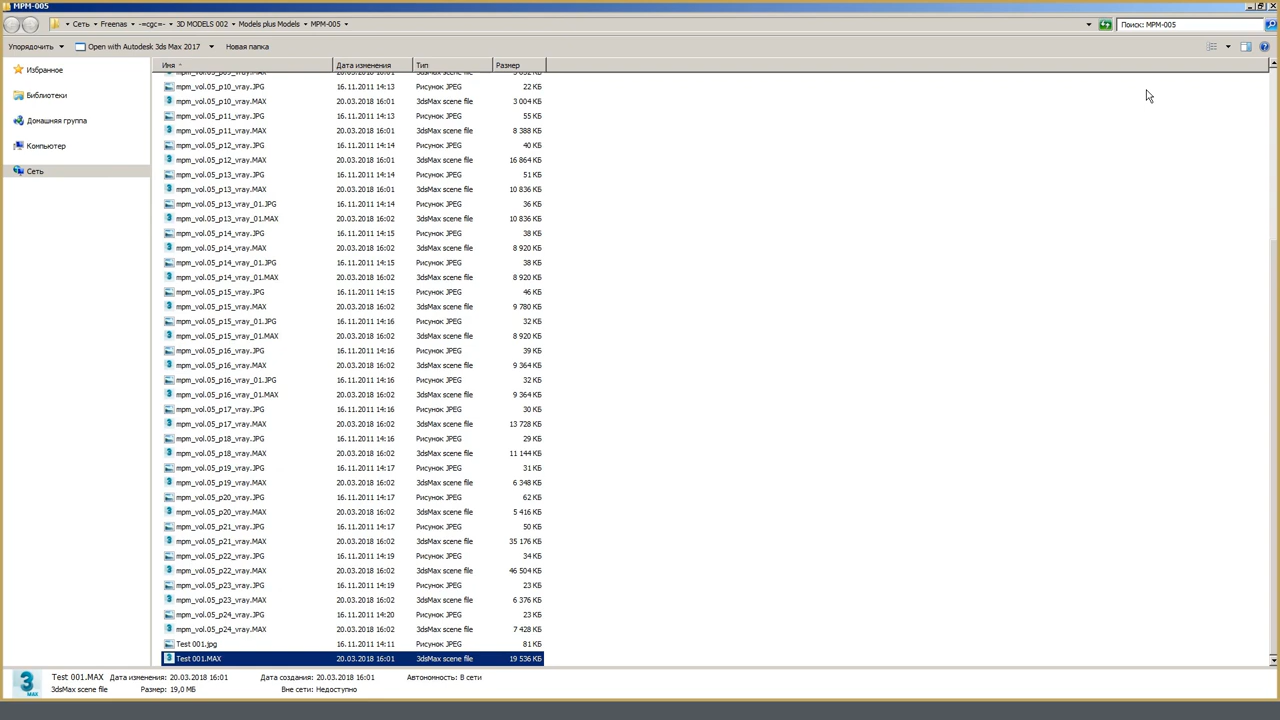 MPM-005
Сеть ▸ Freenas ▸ -=cgc=- ▸ 3D MODELS 002 ▸ Models plus Models ▸ MPM-005 ▸
Поиск: MPM-005
Упорядочить Open with Autodesk 3ds Max 2017 Новая папка
Избранное
Библиотеки
Домашняя группа
Компьютер
Сеть
Имя Дата изменения Тип Размер
mpm_vol.05_p09_vray.MAX 20.03.2018 16:01 3dsMax scene file
mpm_vol.05_p10_vray.JPG 16.11.2011 14:13 Рисунок JPEG 22 КБ
mpm_vol.05_p10_vray.MAX 20.03.2018 16:01 3dsMax scene file 3 004 КБ
mpm_vol.05_p11_vray.JPG 16.11.2011 14:13 Рисунок JPEG 55 КБ
mpm_vol.05_p11_vray.MAX 20.03.2018 16:01 3dsMax scene file 8 388 КБ
mpm_vol.05_p12_vray.JPG 16.11.2011 14:14 Рисунок JPEG 40 КБ
mpm_vol.05_p12_vray.MAX 20.03.2018 16:01 3dsMax scene file 16 864 КБ
mpm_vol.05_p13_vray.JPG 16.11.2011 14:14 Рисунок JPEG 51 КБ
mpm_vol.05_p13_vray.MAX 20.03.2018 16:01 3dsMax scene file 10 836 КБ
mpm_vol.05_p13_vray_01.JPG 16.11.2011 14:14 Рисунок JPEG 36 КБ
mpm_vol.05_p13_vray_01.MAX 20.03.2018 16:02 3dsMax scene file 10 836 КБ
mpm_vol.05_p14_vray.JPG 16.11.2011 14:15 Рисунок JPEG 38 КБ
mpm_vol.05_p14_vray.MAX 20.03.2018 16:02 3dsMax scene file 8 920 КБ
mpm_vol.05_p14_vray_01.JPG 16.11.2011 14:15 Рисунок JPEG 38 КБ
mpm_vol.05_p14_vray_01.MAX 20.03.2018 16:02 3dsMax scene file 8 920 КБ
mpm_vol.05_p15_vray.JPG 16.11.2011 14:15 Рисунок JPEG 46 КБ
mpm_vol.05_p15_vray.MAX 20.03.2018 16:02 3dsMax scene file 9 780 КБ
mpm_vol.05_p15_vray_01.JPG 16.11.2011 14:16 Рисунок JPEG 32 КБ
mpm_vol.05_p15_vray_01.MAX 20.03.2018 16:02 3dsMax scene file 8 920 КБ
mpm_vol.05_p16_vray.JPG 16.11.2011 14:16 Рисунок JPEG 39 КБ
mpm_vol.05_p16_vray.MAX 20.03.2018 16:02 3dsMax scene file 9 364 КБ
mpm_vol.05_p16_vray_01.JPG 16.11.2011 14:16 Рисунок JPEG 32 КБ
mpm_vol.05_p16_vray_01.MAX 20.03.2018 16:02 3dsMax scene file 9 364 КБ
mpm_vol.05_p17_vray.JPG 16.11.2011 14:16 Рисунок JPEG 30 КБ
mpm_vol.05_p17_vray.MAX 20.03.2018 16:02 3dsMax scene file 13 728 КБ
mpm_vol.05_p18_vray.JPG 16.11.2011 14:16 Рисунок JPEG 29 КБ
mpm_vol.05_p18_vray.MAX 20.03.2018 16:02 3dsMax scene file 11 144 КБ
mpm_vol.05_p19_vray.JPG 16.11.2011 14:17 Рисунок JPEG 31 КБ
mpm_vol.05_p19_vray.MAX 20.03.2018 16:02 3dsMax scene file 6 348 КБ
mpm_vol.05_p20_vray.JPG 16.11.2011 14:17 Рисунок JPEG 62 КБ
mpm_vol.05_p20_vray.MAX 20.03.2018 16:02 3dsMax scene file 5 416 КБ
mpm_vol.05_p21_vray.JPG 16.11.2011 14:17 Рисунок JPEG 50 КБ
mpm_vol.05_p21_vray.MAX 20.03.2018 16:02 3dsMax scene file 35 176 КБ
mpm_vol.05_p22_vray.JPG 16.11.2011 14:19 Рисунок JPEG 34 КБ
mpm_vol.05_p22_vray.MAX 20.03.2018 16:02 3dsMax scene file 46 504 КБ
mpm_vol.05_p23_vray.JPG 16.11.2011 14:19 Рисунок JPEG 23 КБ
mpm_vol.05_p23_vray.MAX 20.03.2018 16:02 3dsMax scene file 6 376 КБ
mpm_vol.05_p24_vray.JPG 16.11.2011 14:20 Рисунок JPEG 23 КБ
mpm_vol.05_p24_vray.MAX 20.03.2018 16:02 3dsMax scene file 7 428 КБ
Test 001.jpg 16.11.2011 14:11 Рисунок JPEG 81 КБ
Test 001.MAX 20.03.2018 16:01 3dsMax scene file 19 536 КБ
Test 001.MAX Дата изменения: 20.03.2018 16:01 Дата создания: 20.03.2018 16:01 Автономность: В сети
3dsMax scene file Размер: 19,0 МБ Вне сети: Недоступно
3
MAX